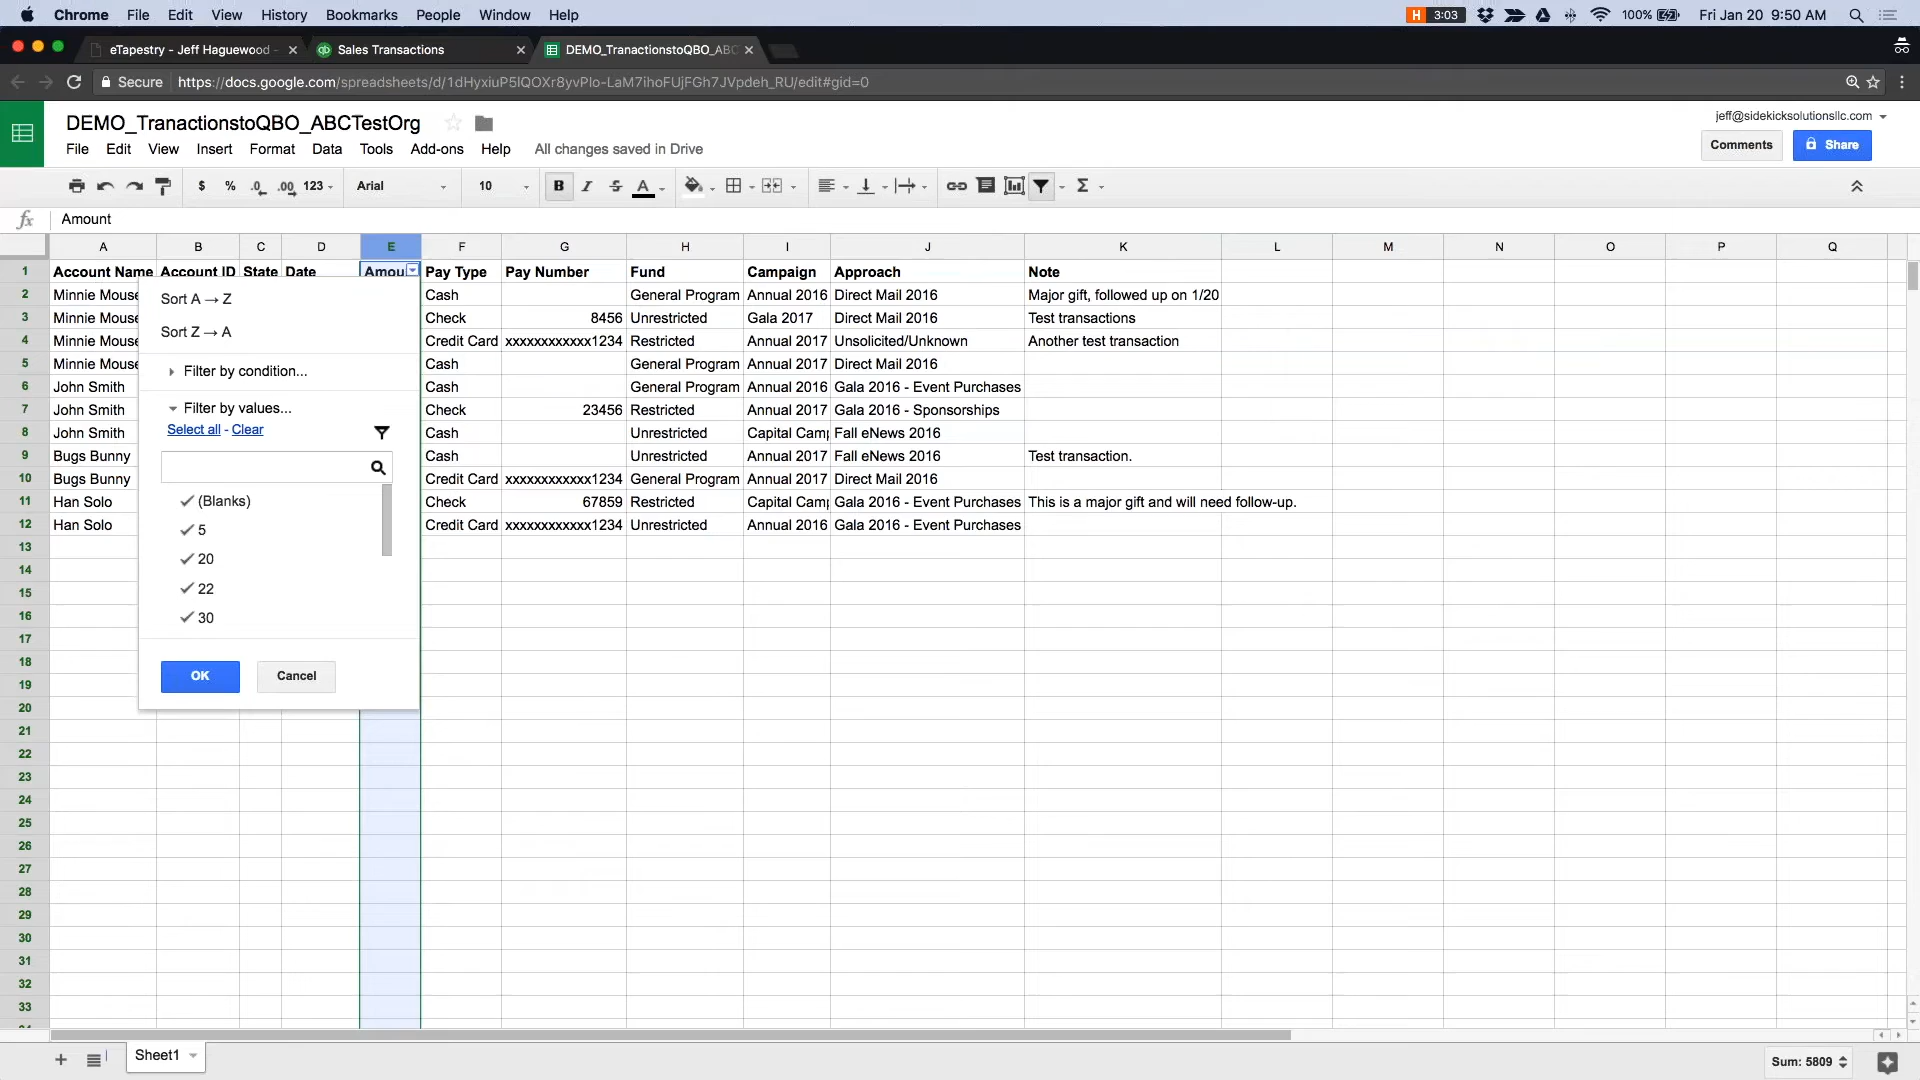 Chrome File Edit View History Bookmarks People Window Help H 3:03 100% Fri Jan 20 9:50 AM
eTapestry - Jeff Haguewood - Sales Transactions DEMO_TranactionstoQBO_ABC
Secure https://docs.google.com/spreadsheets/d/1dHyxiuP5lQOXr8yvPIo-LaM7ihoFUjFGh7JVpdeh_RU/edit#gid=0
DEMO_TranactionstoQBO_ABCTestOrg jeff@sidekicksolutionsllc.com
File Edit View Insert Format Data Tools Add-ons Help All changes saved in Drive Comments Share
$ % .0 .00 123 Arial 10 B I S A Σ
fx Amount
A B C D E F G H I J K L M N O P Q
1 Account Name Account ID State Date Amou Pay Type Pay Number Fund Campaign Approach Note
2 Minnie Mouse Cash General Program Annual 2016 Direct Mail 2016 Major gift, followed up on 1/20
3 Minnie Mouse Check 8456 Unrestricted Gala 2017 Direct Mail 2016 Test transactions
4 Minnie Mouse Credit Card xxxxxxxxxxxx1234 Restricted Annual 2017 Unsolicited/Unknown Another test transaction
5 Minnie Mouse Cash General Program Annual 2017 Direct Mail 2016
6 John Smith Cash General Program Annual 2016 Gala 2016 - Event Purchases
7 John Smith Check 23456 Restricted Annual 2017 Gala 2016 - Sponsorships
8 John Smith Cash Unrestricted Capital Camp Fall eNews 2016
9 Bugs Bunny Cash Unrestricted Annual 2017 Fall eNews 2016 Test transaction.
10 Bugs Bunny Credit Card xxxxxxxxxxxx1234 General Program Annual 2017 Direct Mail 2016
11 Han Solo Check 67859 Restricted Capital Camp Gala 2016 - Event Purchases This is a major gift and will need follow-up.
12 Han Solo Credit Card xxxxxxxxxxxx1234 Unrestricted Annual 2016 Gala 2016 - Event Purchases
13
14
15
16
17
18
19
20
21
22
23
24
25
26
27
28
29
30
31
32
33
Sort A → Z
Sort Z → A
Filter by condition...
Filter by values...
Select all - Clear
(Blanks)
5
20
22
30
OK Cancel
Sheet1 Sum: 5809